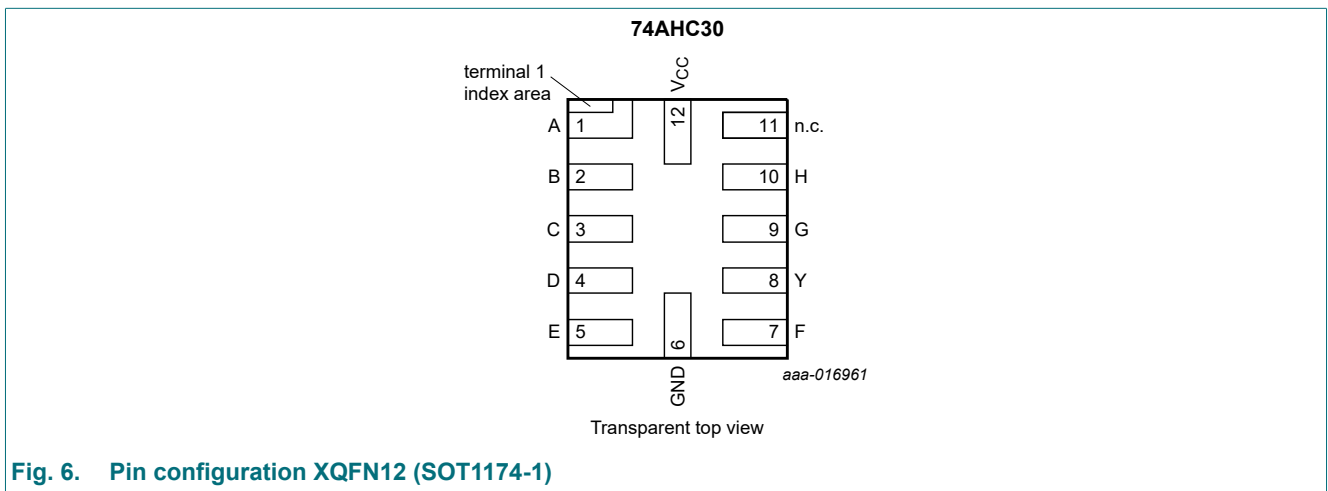 74AHC30
terminal 1
index area
VCC
12
A 1
11 n.c.
B 2
10 H
C 3
9 G
D 4
8 Y
E 5
7 F
6
GND
aaa-016961
Transparent top view
Fig. 6. Pin configuration XQFN12 (SOT1174-1)